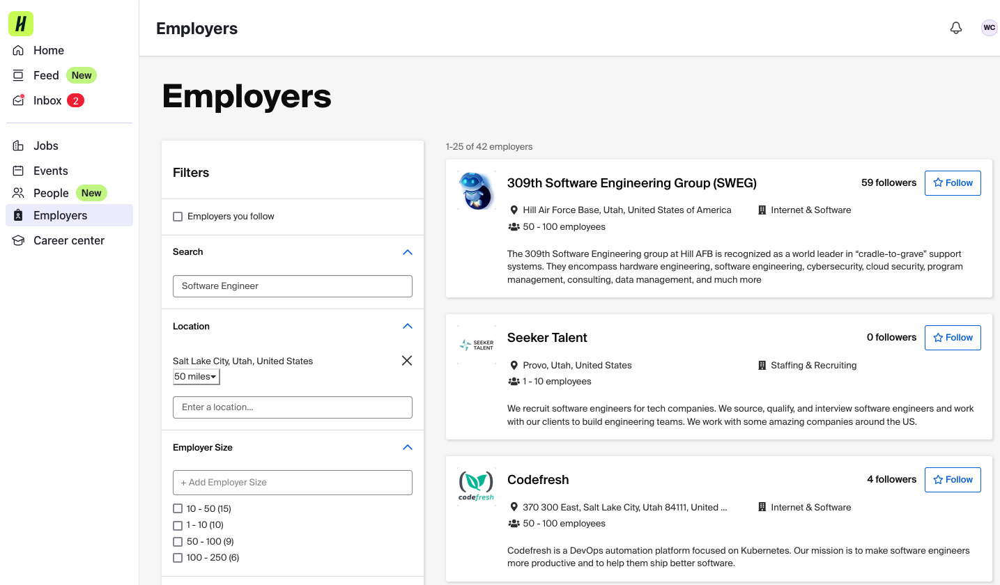 H
Employers
WC
Home
Feed New
Inbox 2
Jobs
Events
People New
Employers
Career center
Employers
Filters
Employers you follow
Search
Software Engineer
Location
Salt Lake City, Utah, United States
50 miles
Enter a location...
Employer Size
+ Add Employer Size
10 - 50 (15)
1 - 10 (10)
50 - 100 (9)
100 - 250 (6)
1-25 of 42 employers
309th Software Engineering Group (SWEG)
59 followers
Follow
Hill Air Force Base, Utah, United States of America
Internet & Software
50 - 100 employees
The 309th Software Engineering group at Hill AFB is recognized as a world leader in “cradle-to-grave” support
systems. They encompass hardware engineering, software engineering, cybersecurity, cloud security, program
management, consulting, data management, and much more
SEEKER
TALENT
Seeker Talent
0 followers
Follow
Provo, Utah, United States
Staffing & Recruiting
1 - 10 employees
We recruit software engineers for tech companies. We source, qualify, and interview software engineers and work
with our clients to build engineering teams. We work with some amazing companies around the US.
codefresh
Codefresh
4 followers
Follow
370 300 East, Salt Lake City, Utah 84111, United ...
Internet & Software
50 - 100 employees
Codefresh is a DevOps automation platform focused on Kubernetes. Our mission is to make software engineers
more productive and to help them ship better software.